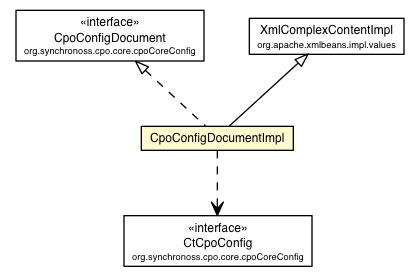 «interface»
CpoConfigDocument
org.synchronoss.cpo.core.cpoCoreConfig
XmlComplexContentImpl
org.apache.xmlbeans.impl.values
CpoConfigDocumentImpl
«interface»
CtCpoConfig
org.synchronoss.cpo.core.cpoCoreConfig